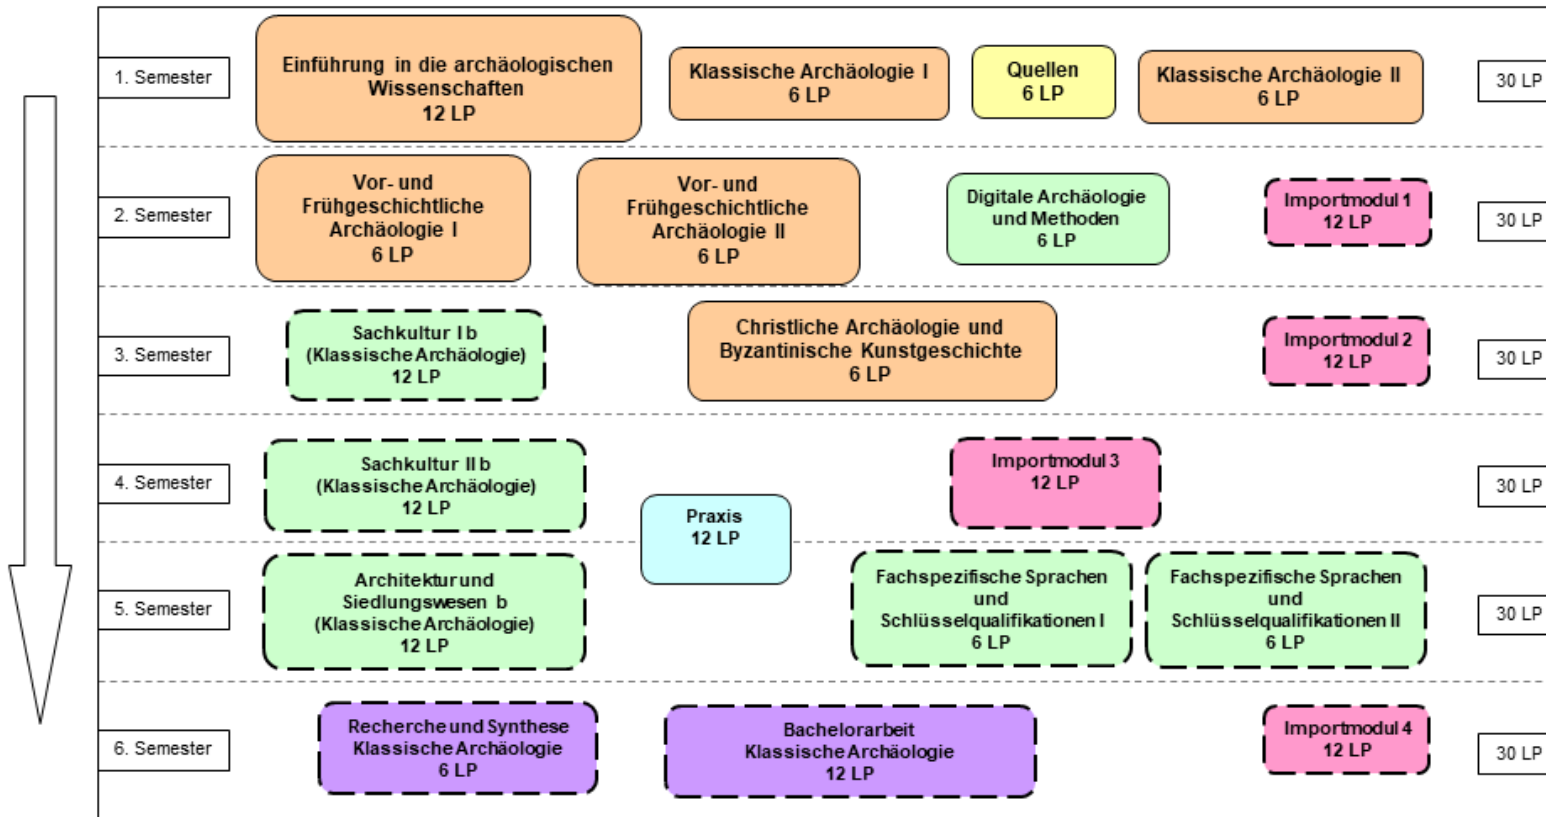 1. Semester
Einführung in die archäologischen
Wissenschaften
12 LP
Klassische Archäologie I
6 LP
Quellen
6 LP
Klassische Archäologie II
6 LP
30 LP
2. Semester
Vor- und
Frühgeschichtliche
Archäologie I
6 LP
Vor- und
Frühgeschichtliche
Archäologie II
6 LP
Digitale Archäologie
und Methoden
6 LP
Importmodul 1
12 LP
30 LP
3. Semester
Sachkultur I b
(Klassische Archäologie)
12 LP
Christliche Archäologie und
Byzantinische Kunstgeschichte
6 LP
Importmodul 2
12 LP
30 LP
4. Semester
Sachkultur II b
(Klassische Archäologie)
12 LP
Praxis
12 LP
Importmodul 3
12 LP
30 LP
5. Semester
Architektur und
Siedlungswesen b
(Klassische Archäologie)
12 LP
Fachspezifische Sprachen
und
Schlüsselqualifikationen I
6 LP
Fachspezifische Sprachen
und
Schlüsselqualifikationen II
6 LP
30 LP
6. Semester
Recherche und Synthese
Klassische Archäologie
6 LP
Bachelorarbeit
Klassische Archäologie
12 LP
Importmodul 4
12 LP
30 LP